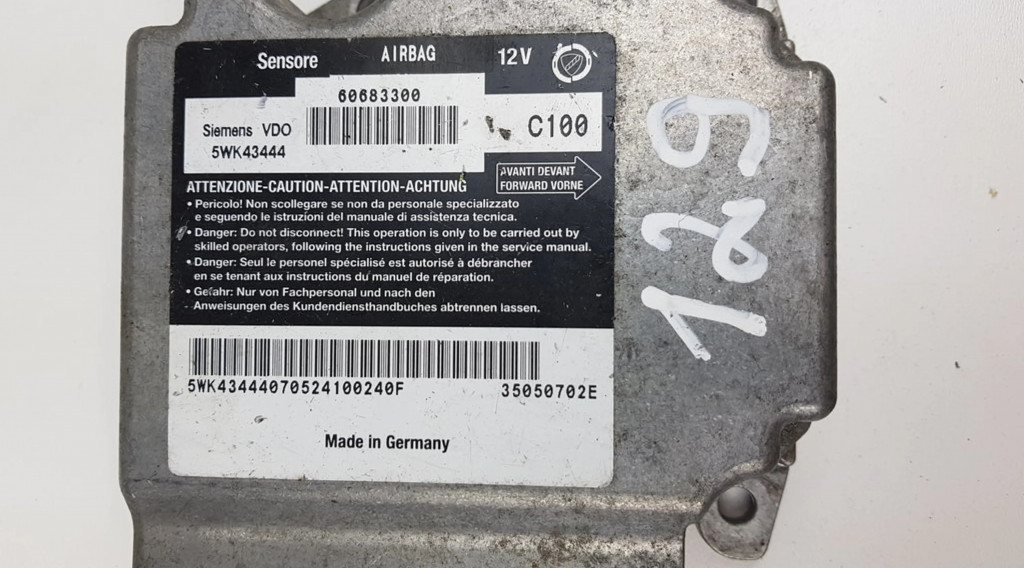 Sensore AIRBAG 12V
60683300
Siemens VDO
5WK43444
C100
ATTENZIONE-CAUTION-ATTENTION-ACHTUNG
AVANTI DEVANT
FORWARD VORNE
• Pericolo! Non scollegare se non da personale specializzato
e seguendo le istruzioni del manuale di assistenza tecnica.
• Danger: Do not disconnect! This operation is only to be carried out by
skilled operators, following the instructions given in the service manual.
• Danger: Seul le personel spécialisé est autorisé à débrancher
en se tenant aux instructions du manuel de réparation.
• Gefahr: Nur von Fachpersonal und nach den
Anweisungen des Kundendiensthandbuches abtrennen iassen.
5WK43444070524100240F 35050702E
Made in Germany
129